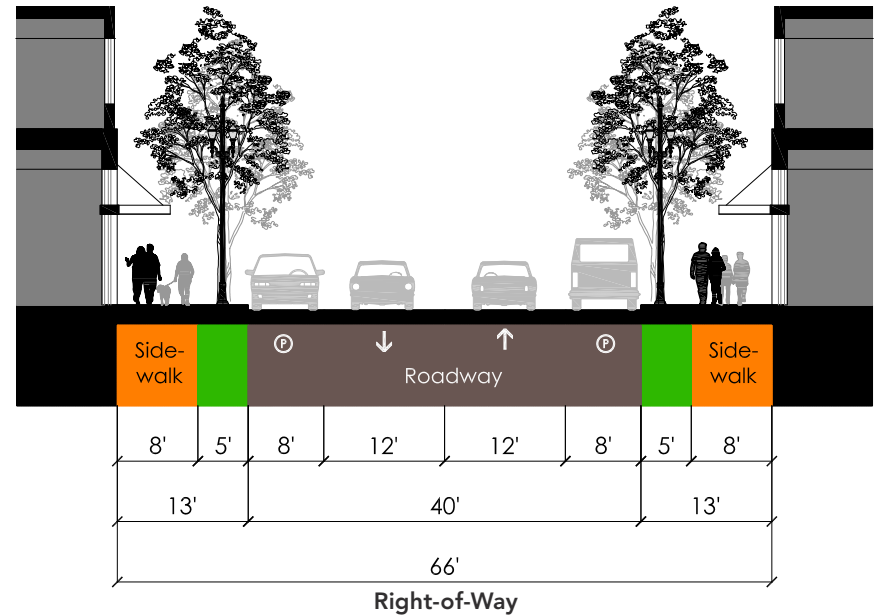 P
P
Side-
walk
Roadway
Side-
walk
8'
5'
8'
12'
12'
8'
5'
8'
13'
40'
13'
66'
Right-of-Way